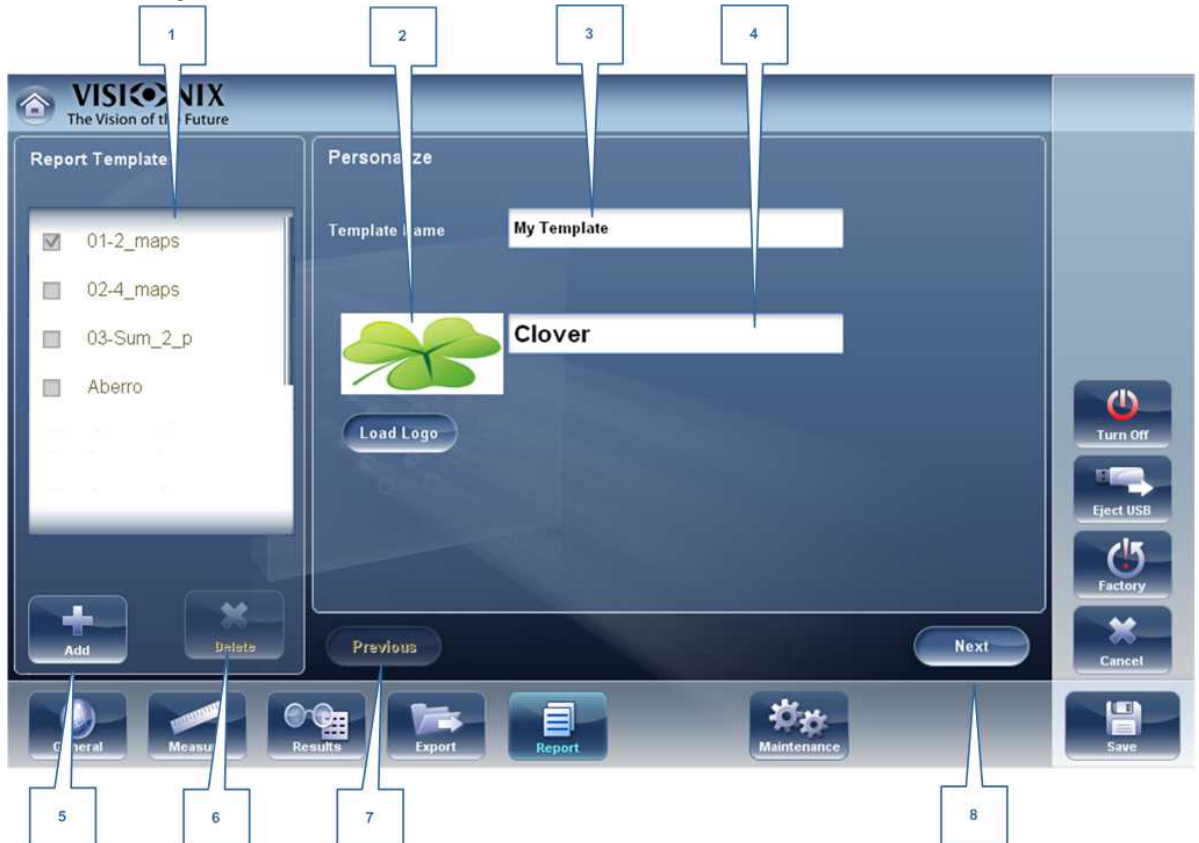 1 2 3 4
VISIONIX
The Vision of the Future
Report Template
Personalize
01-2_maps
02-4_maps
03-Sum_2_p
Aberro
Template Name
My Template
Clover
Load Logo
Turn Off
Eject USB
Factory
Cancel
Save
Add
Delete
Previous
Next
General
Measure
Results
Export
Report
Maintenance
5 6 7 8